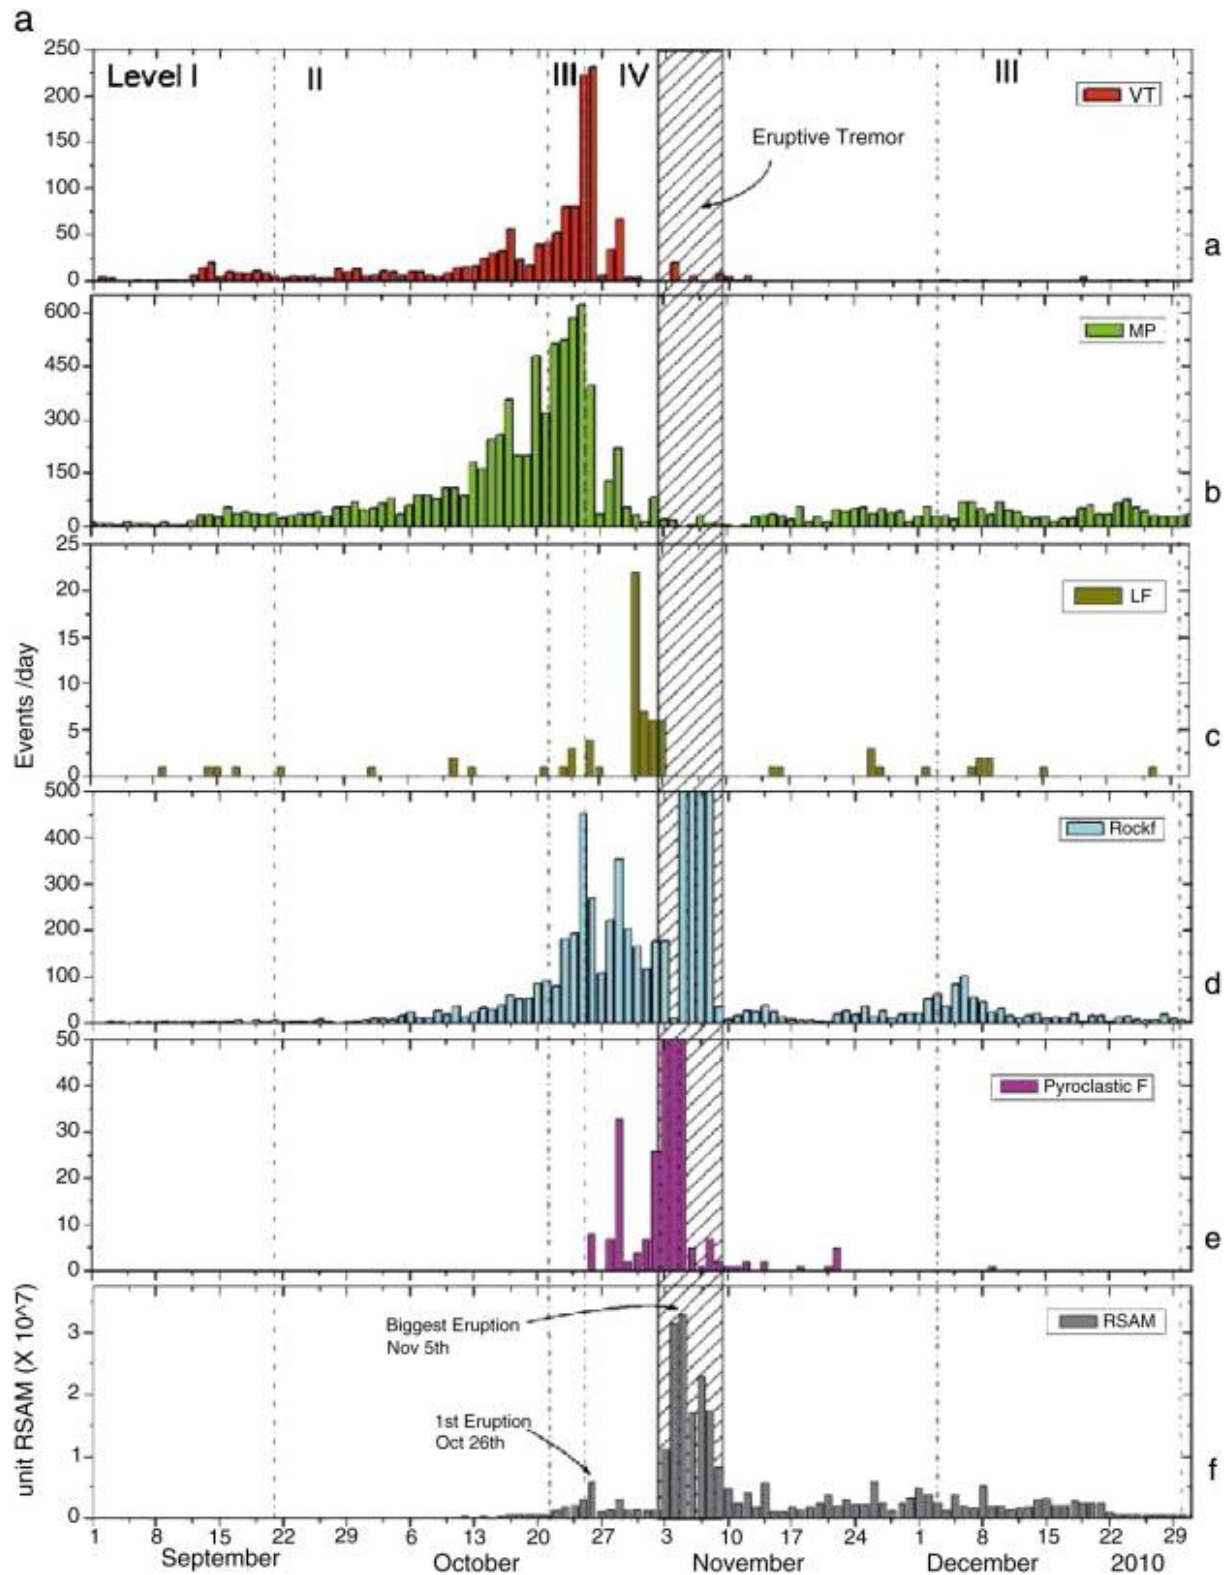 a
250
Level I
II
III
IV
III
VT
200
150
Eruptive Tremor
100
50
0
a
600
MP
450
300
150
0
b
25
20
LF
15
10
5
0
c
Events /day
500
Rockf
400
300
200
100
0
d
50
Pyroclastic F
40
30
20
10
0
e
unit RSAM (X 10^7)
3
Biggest Eruption
Nov 5th
RSAM
2
1st Eruption
Oct 26th
1
f
0
1 8 15 22 29 6 13 20 27 3 10 17 24 1 8 15 22 29
September October November December 2010